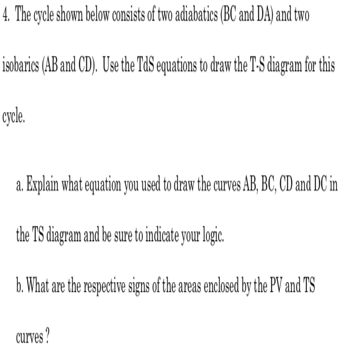 4. The cycle shown below consists of two adiabatics (BC and DA) and two
isobarics (AB and CD). Use the TdS equations to draw the T-S diagram for this
cycle.
a. Explain what equation you used to draw the curves AB, BC, CD and DC in
the TS diagram and be sure to indicate your logic.
b. What are the respective signs of the areas enclosed by the PV and TS
curves ?